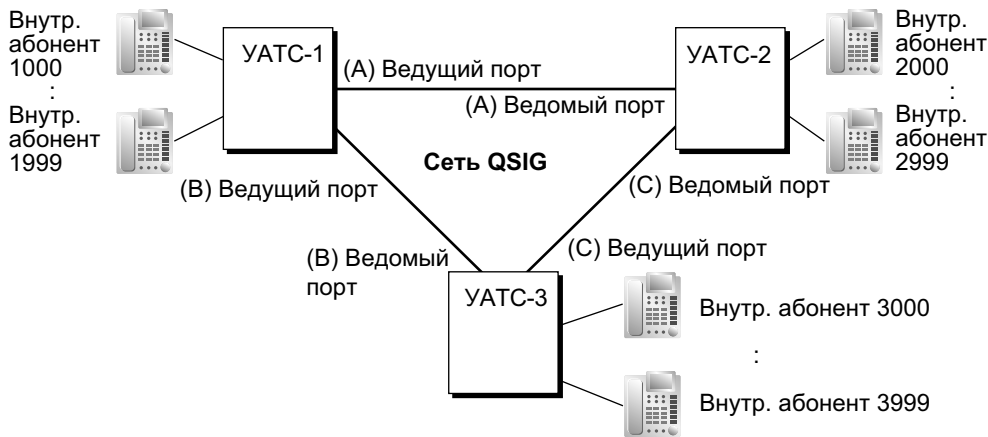 Внутр.
абонент
1000
:
Внутр.
абонент
1999
УАТС-1
(А) Ведущий порт
(А) Ведомый порт
УАТС-2
Внутр.
абонент
2000
:
Внутр.
абонент
2999
Сеть QSIG
(В) Ведущий порт
(С) Ведомый порт
(В) Ведомый
порт
(С) Ведущий порт
УАТС-3
Внутр. абонент 3000
:
Внутр. абонент 3999